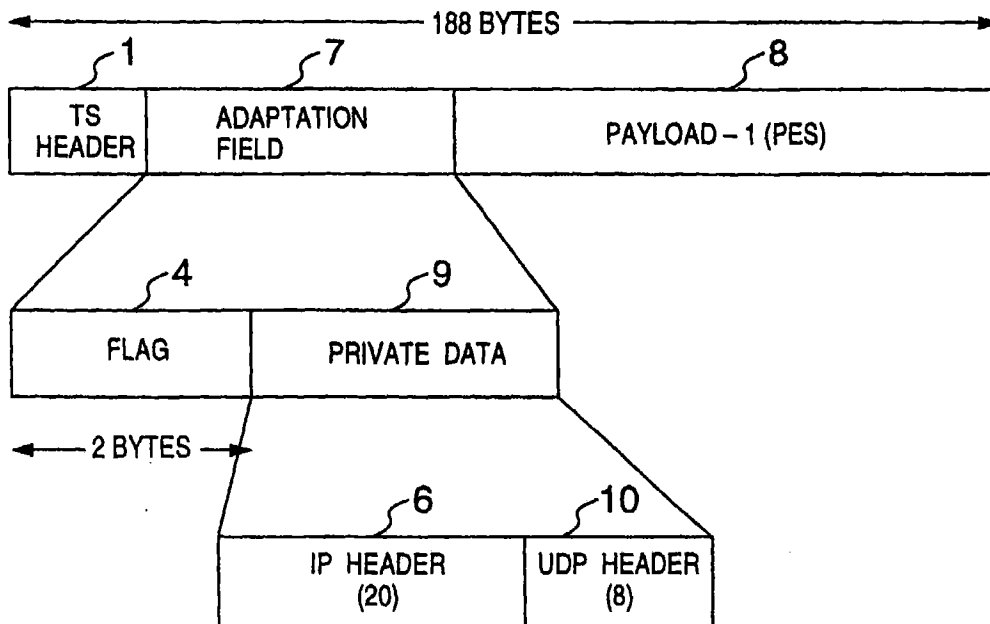 188 BYTES
1
7
8
TS
HEADER
ADAPTATION
FIELD
PAYLOAD – 1 (PES)
4
9
FLAG
PRIVATE DATA
2 BYTES
6
10
IP HEADER
(20)
UDP HEADER
(8)